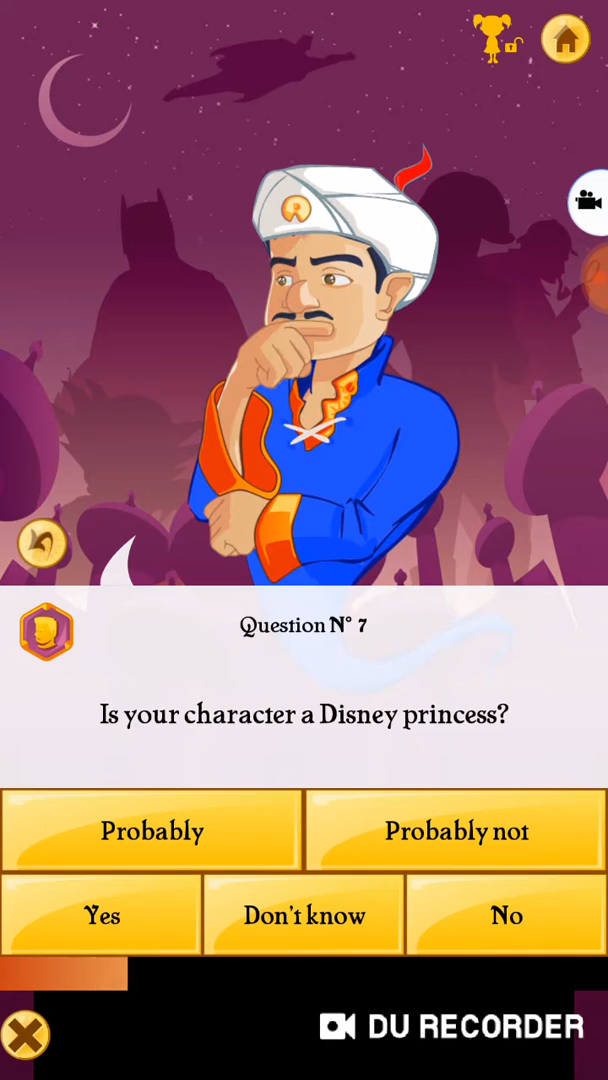 Question N° 7
Is your character a Disney princess?
Probably
Probably not
Yes
Don't know
No
DU RECORDER